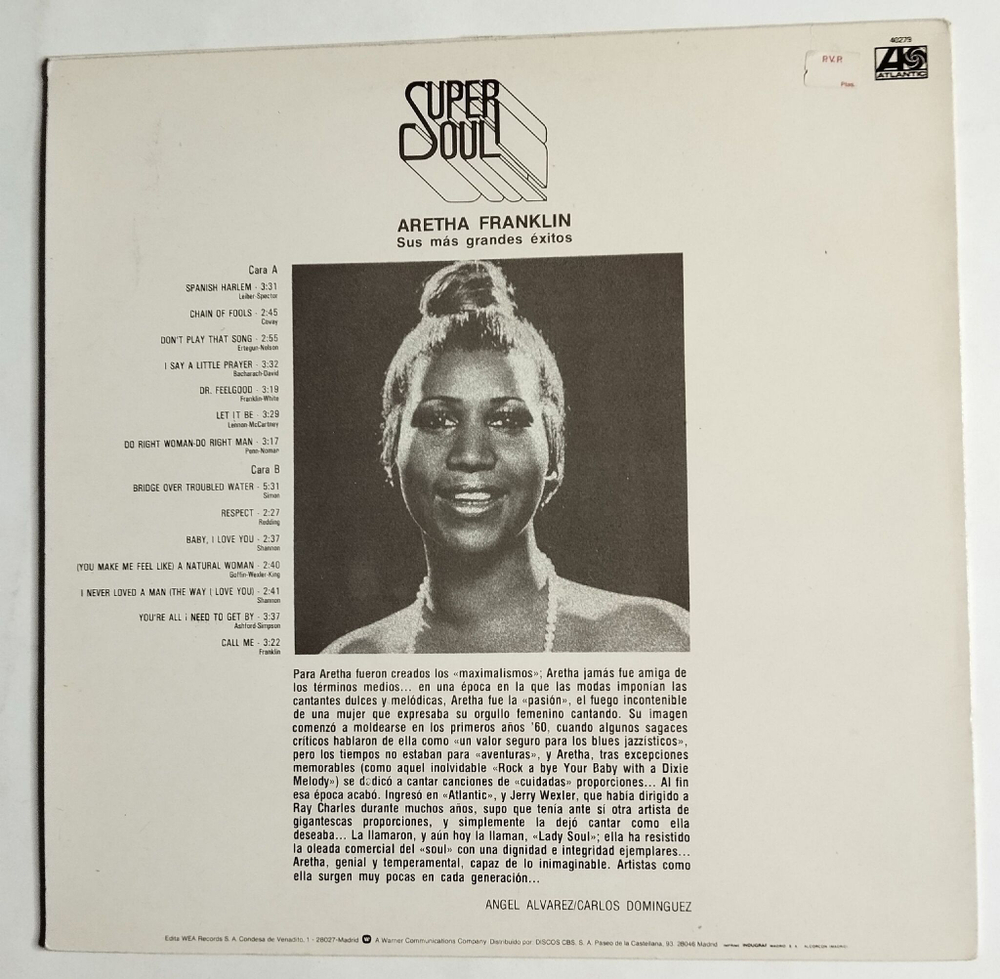 40279
P.V.P.
Ptas.
ATLANTIC
SUPER
SOUL
ARETHA FRANKLIN
Sus más grandes éxitos
Cara A
SPANISH HARLEM - 3:31
Leiber-Spector
CHAIN OF FOOLS - 2:45
Covay
DON'T PLAY THAT SONG - 2:55
Ertegun-Nelson
I SAY A LITTLE PRAYER - 3:32
Bacharach-David
DR. FEELGOOD - 3:19
Franklin-White
LET IT BE - 3:29
Lennon-McCartney
DO RIGHT WOMAN-DO RIGHT MAN - 3:17
Penn-Noman
Cara B
BRIDGE OVER TROUBLED WATER - 5:31
Simon
RESPECT - 2:27
Redding
BABY, I LOVE YOU - 2:37
Shannon
(YOU MAKE ME FEEL LIKE) A NATURAL WOMAN - 2:40
Goffin-Wexler-King
I NEVER LOVED A MAN (THE WAY I LOVE YOU) - 2:41
Shannon
YOU'RE ALL i NEED TO GET BY - 3:37
Ashford-Simpson
CALL ME - 3:22
Franklin
Para Aretha fueron creados los «maximalismos»; Aretha jamás fue amiga de
los términos medios... en una época en la que las modas imponían las
cantantes dulces y melódicas, Aretha fue la «pasión», el fuego incontenible
de una mujer que expresaba su orgullo femenino cantando. Su imagen
comenzó a moldearse en los primeros años '60, cuando algunos sagaces
críticos hablaron de ella como «un valor seguro para los blues jazzísticos»,
pero los tiempos no estaban para «aventuras», y Aretha, tras excepciones
memorables (como aquel inolvidable «Rock a bye Your Baby with a Dixie
Melody») se dedicó a cantar canciones de «cuidadas» proporciones... Al fin
esa época acabó. Ingresó en «Atlantic», y Jerry Wexler, que había dirigido a
Ray Charles durante muchos años, supo que tenía ante sí otra artista de
gigantescas proporciones, y simplemente la dejó cantar como ella
deseaba... La llamaron, y aún hoy la llaman, «Lady Soul»; ella ha resistido
la oleada comercial del «soul» con una dignidad e integridad ejemplares...
Aretha, genial y temperamental, capaz de lo inimaginable. Artistas como
ella surgen muy pocas en cada generación...
ANGEL ALVAREZ/CARLOS DOMINGUEZ
Edita WEA Records S. A. Condesa de Venadito, 1 - 28027-Madrid A Warner Communications Company. Distribuido por: DISCOS CBS, S. A. Paseo de la Castellana, 93. 28046 Madrid INDUGRAF MADRID S. A. ALCORCON (MADRID)